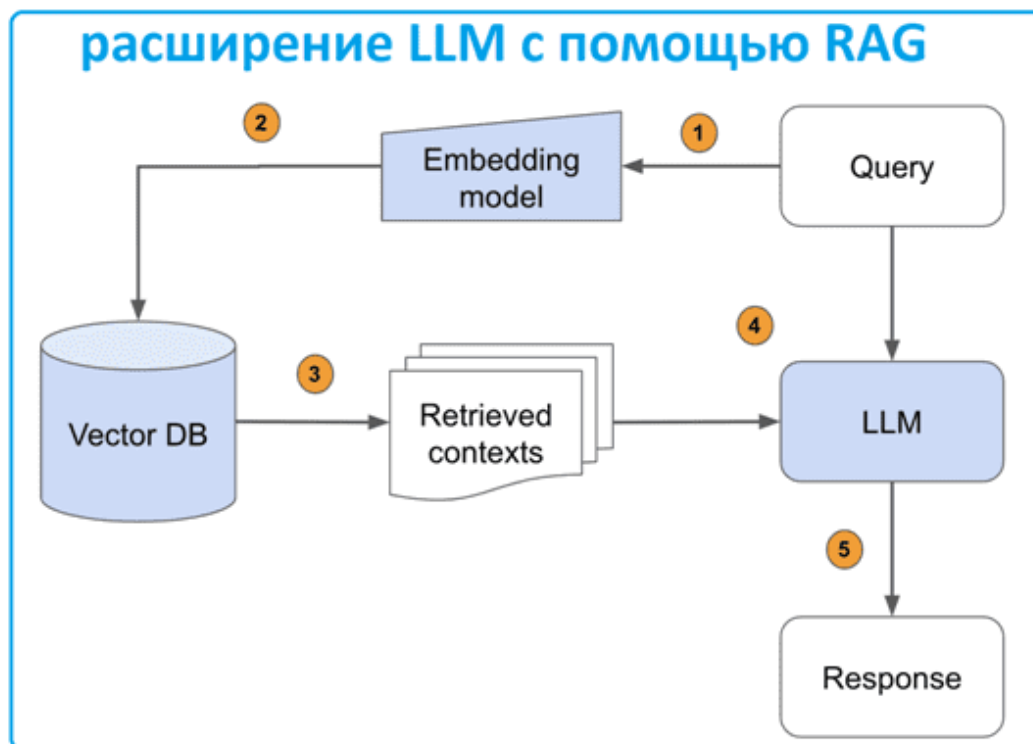 расширение LLM с помощью RAG
2
1
Embedding
model
Query
4
3
Vector DB
Retrieved
contexts
LLM
5
Response